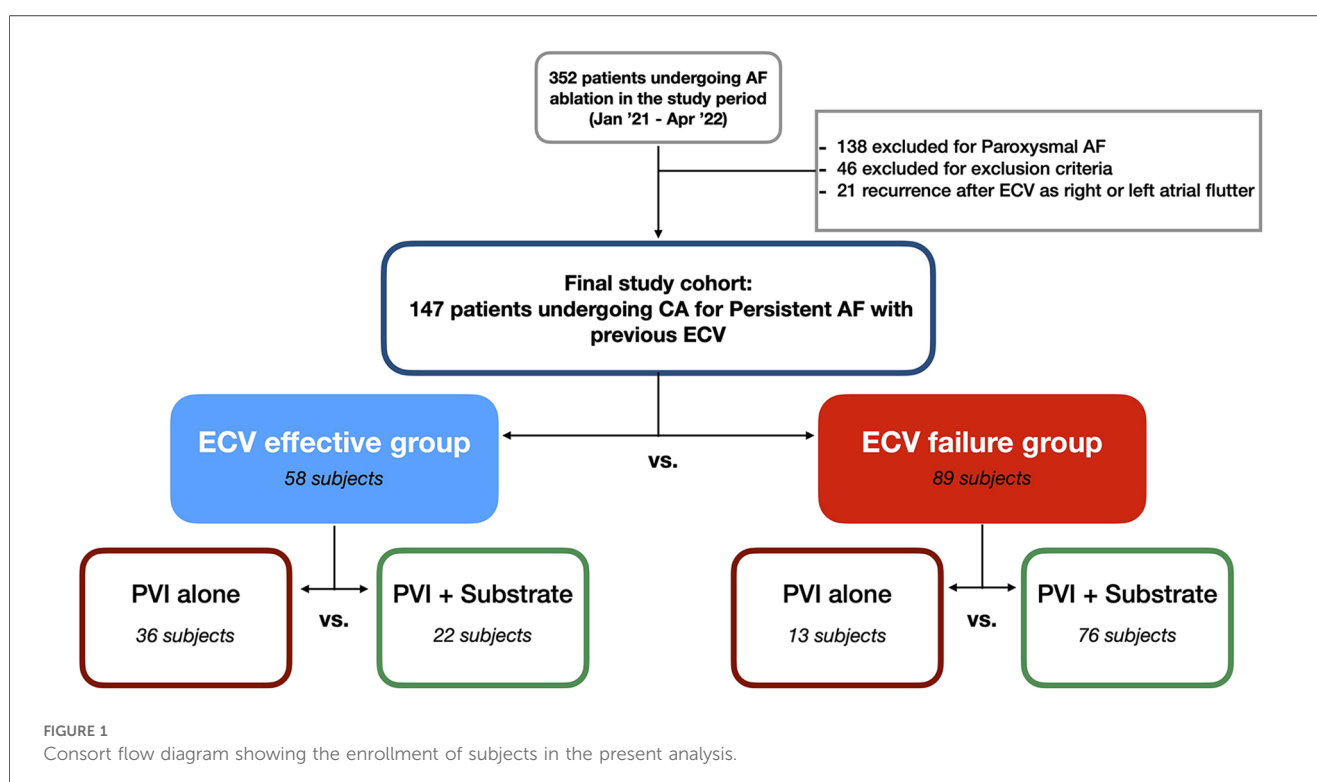 352 patients undergoing AF
ablation in the study period
(Jan '21 - Apr '22)
- 138 excluded for Paroxysmal AF
- 46 excluded for exclusion criteria
- 21 recurrence after ECV as right or left atrial flutter
Final study cohort:
147 patients undergoing CA for Persistent AF with
previous ECV
ECV effective group
58 subjects
vs.
ECV failure group
89 subjects
PVI alone
36 subjects
vs.
PVI + Substrate
22 subjects
PVI alone
13 subjects
vs.
PVI + Substrate
76 subjects
FIGURE 1
Consort flow diagram showing the enrollment of subjects in the present analysis.